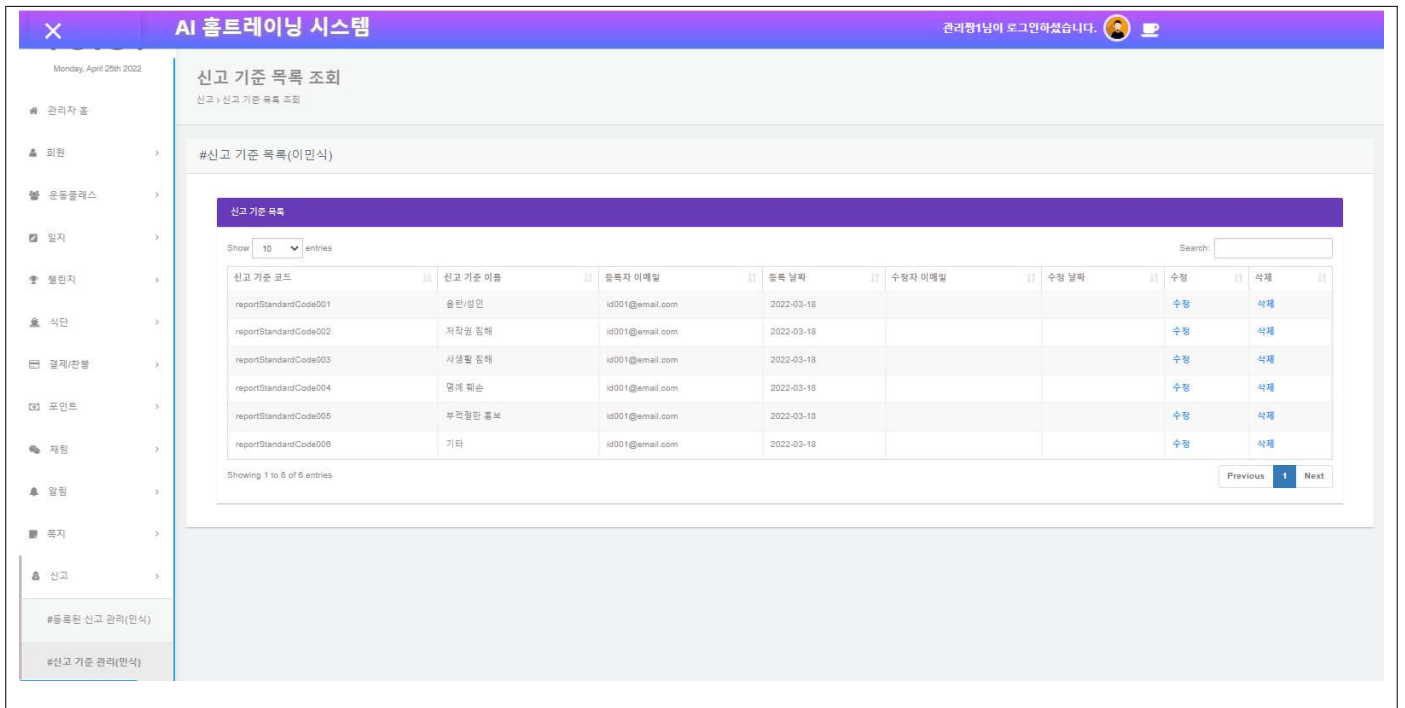 AI 홈트레이닝 시스템
관리짱1님이 로그인하셨습니다.
Monday, April 25th 2022
관리자 홈
회원
운동클래스
일지
챌린지
식단
결제/환불
포인트
채팅
알림
쪽지
신고
#등록된 신고 관리(민식)
#신고 기준 관리(민식)
신고 기준 목록 조회
신고 › 신고 기준 목록 조회
#신고 기준 목록(이민식)
신고 기준 목록
Show 10 entries Search:
신고 기준 코드 신고 기준 이름 등록자 이메일 등록 날짜 수정자 이메일 수정 날짜 수정 삭제
reportStandardCode001 음란/성인 id001@email.com 2022-03-18 수정 삭제
reportStandardCode002 저작권 침해 id001@email.com 2022-03-18 수정 삭제
reportStandardCode003 사생활 침해 id001@email.com 2022-03-18 수정 삭제
reportStandardCode004 명예 훼손 id001@email.com 2022-03-18 수정 삭제
reportStandardCode005 부적절한 홍보 id001@email.com 2022-03-18 수정 삭제
reportStandardCode006 기타 id001@email.com 2022-03-18 수정 삭제
Showing 1 to 6 of 6 entries Previous 1 Next